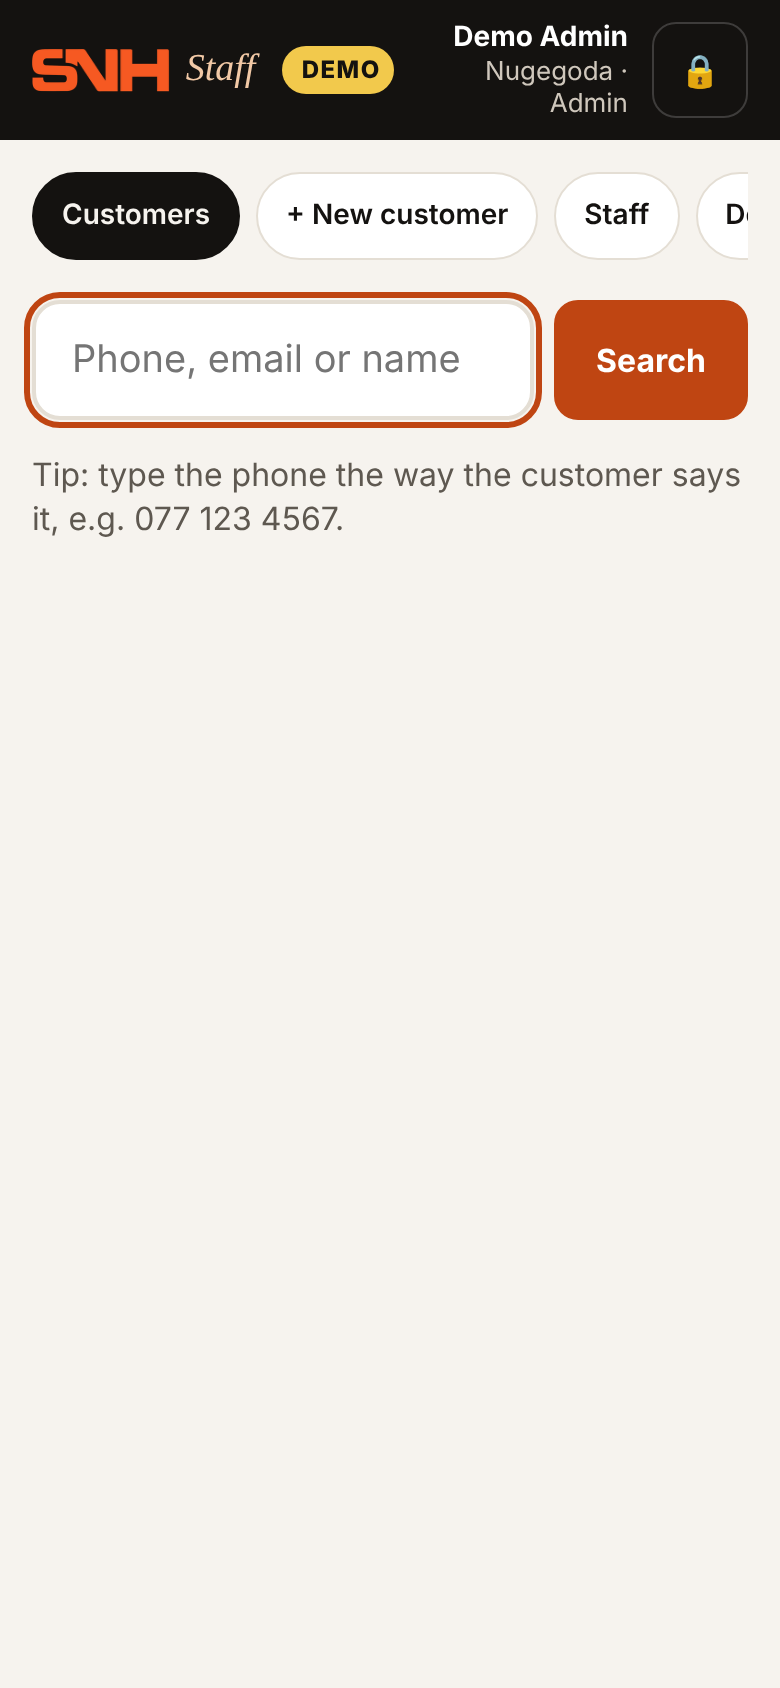 SNH Staff DEMO
Demo Admin
Nugegoda ·
Admin
Customers
+ New customer
Staff
Phone, email or name
Search
Tip: type the phone the way the customer says
it, e.g. 077 123 4567.